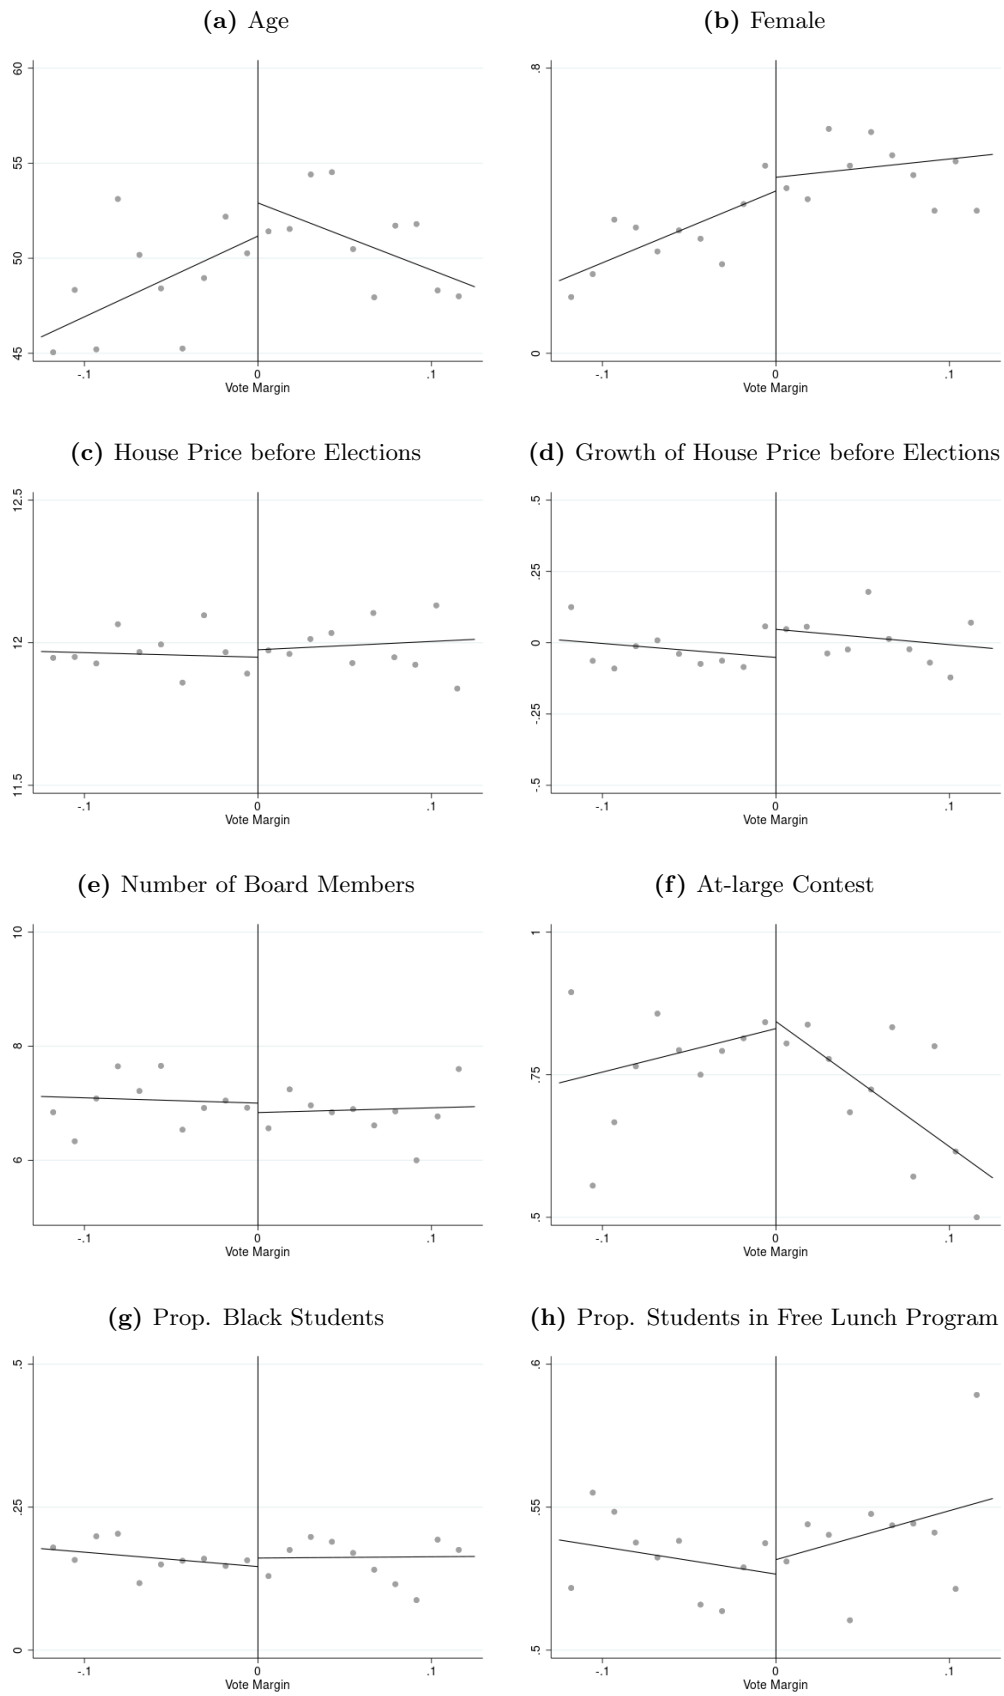 (a) Age
60
55
50
45
-.1 0 .1
Vote Margin
(b) Female
.8
0
-.1 0 .1
Vote Margin
(c) House Price before Elections
12.5
12
11.5
-.1 0 .1
Vote Margin
(d) Growth of House Price before Elections
.5
.25
0
-.25
-.5
-.1 0 .1
Vote Margin
(e) Number of Board Members
10
8
6
-.1 0 .1
Vote Margin
(f) At-large Contest
1
.75
.5
-.1 0 .1
Vote Margin
(g) Prop. Black Students
.5
.25
0
-.1 0 .1
Vote Margin
(h) Prop. Students in Free Lunch Program
.6
.55
.5
-.1 0 .1
Vote Margin